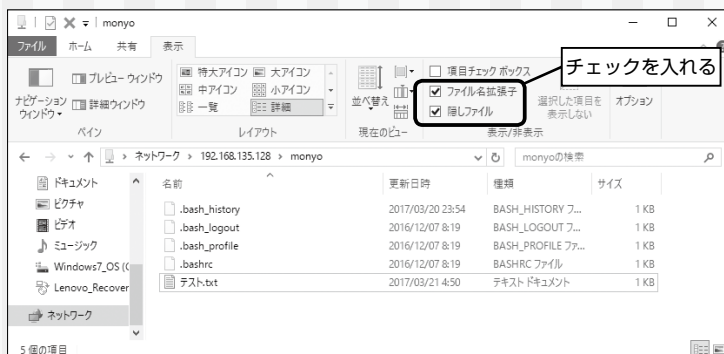 monyo
ファイル ホーム 共有 表示
プレビュー ウィンドウ
詳細ウィンドウ
ナビゲーション
ウィンドウ
ペイン
特大アイコン 大アイコン
中アイコン 小アイコン
一覧 詳細
レイアウト
並べ替え
現在のビュー
項目チェック ボックス
ファイル名拡張子
隠しファイル
選択した項目を
表示しない
表示/非表示
オプション
チェックを入れる
ネットワーク > 192.168.135.128 > monyo
monyoの検索
ドキュメント
ピクチャ
ビデオ
ミュージック
Windows7_OS (C
Lenovo_Recover
ネットワーク
名前 更新日時 種類 サイズ
.bash_history 2017/03/20 23:54 BASH_HISTORY フ... 1 KB
.bash_logout 2016/12/07 8:19 BASH_LOGOUT フ... 1 KB
.bash_profile 2016/12/07 8:19 BASH_PROFILE ファ... 1 KB
.bashrc 2016/12/07 8:19 BASHRC ファイル 1 KB
テスト.txt 2017/03/21 4:50 テキスト ドキュメント 1 KB
5 個の項目